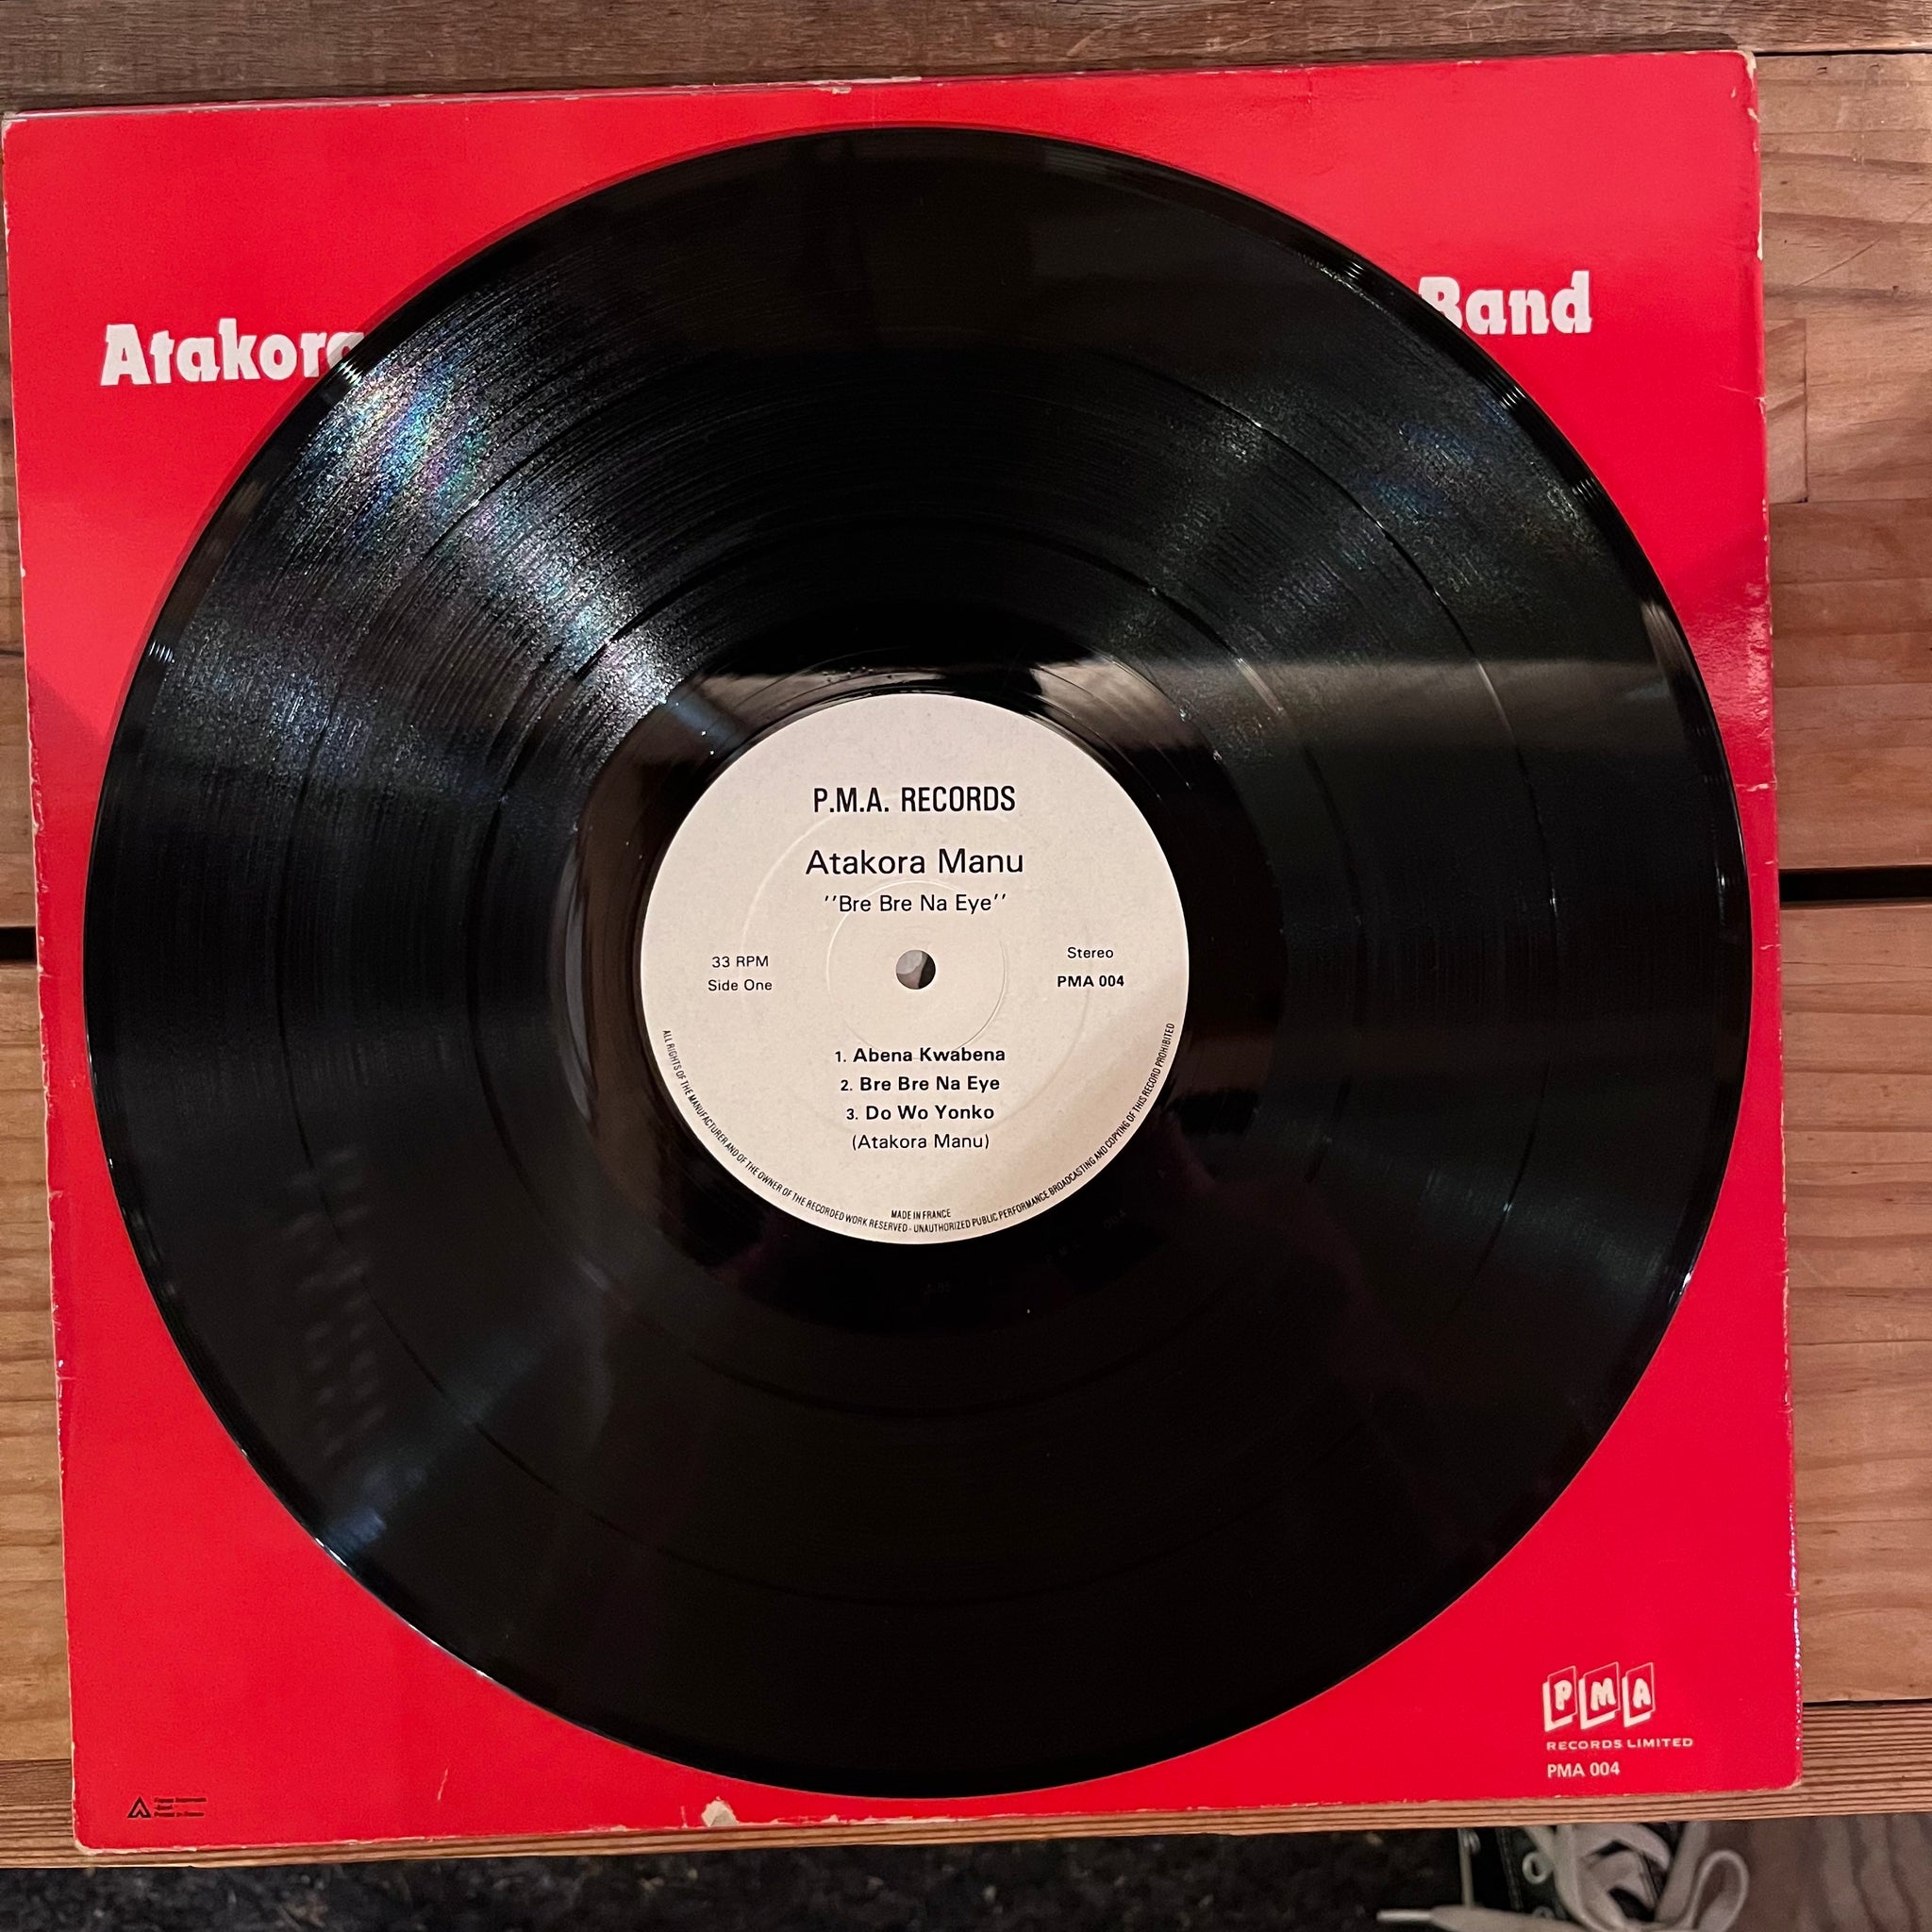 Atakora
Band
P.M.A. RECORDS
Atakora Manu
''Bre Bre Na Eye''
33 RPM
Side One
Stereo
PMA 004
1. Abena Kwabena
2. Bre Bre Na Eye
3. Do Wo Yonko
(Atakora Manu)
MADE IN FRANCE
ALL RIGHTS OF THE MANUFACTURER AND OF THE OWNER OF THE RECORDED WORK RESERVED - UNAUTHORIZED PUBLIC PERFORMANCE BROADCASTING AND COPYING OF THIS RECORD PROHIBITED
PMA
RECORDS LIMITED
PMA 004